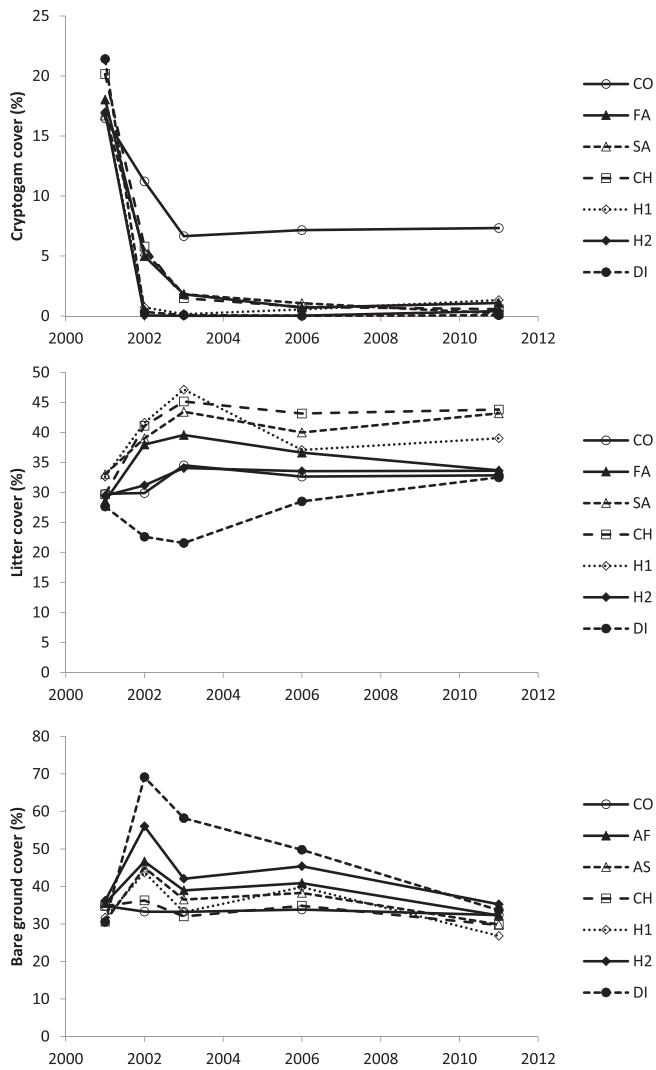 Cryptogam cover (%)
25
20
15
10
5
0
2000 2002 2004 2006 2008 2010 2012
CO
FA
SA
CH
H1
H2
DI
Litter cover (%)
50
45
40
35
30
25
20
15
10
5
0
2000 2002 2004 2006 2008 2010 2012
CO
FA
SA
CH
H1
H2
DI
Bare ground cover (%)
80
70
60
50
40
30
20
10
0
2000 2002 2004 2006 2008 2010 2012
CO
AF
AS
CH
H1
H2
DI